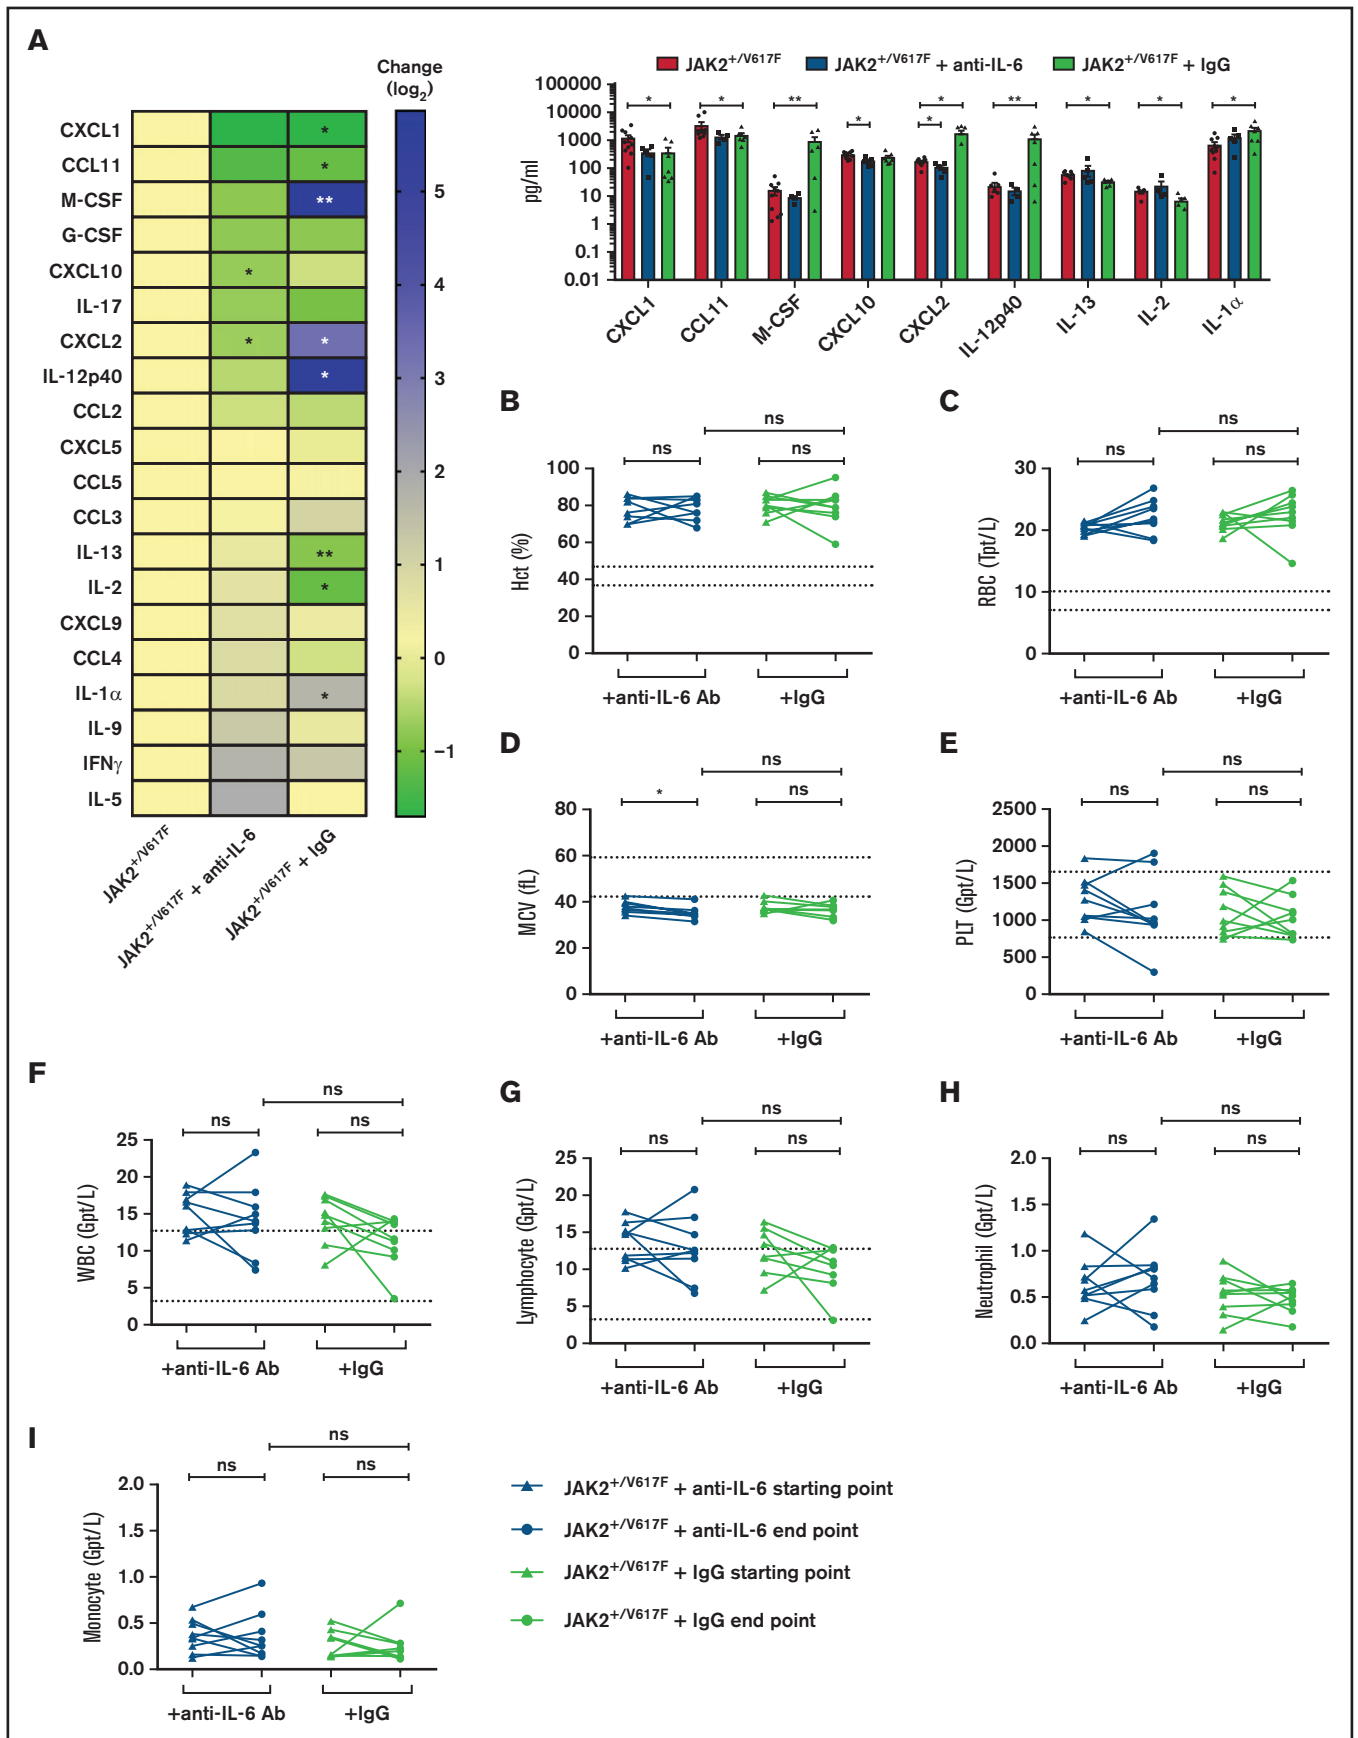 A
Change
(log2)
CXCL1
*
CCL11
*
M-CSF
**
G-CSF
CXCL10
*
IL-17
CXCL2
* *
IL-12p40
*
CCL2
CXCL5
CCL5
CCL3
IL-13
**
IL-2
*
CXCL9
CCL4
IL-1α
*
IL-9
IFNγ
IL-5
5
4
3
2
1
0
−1
JAK2+/V617F
JAK2+/V617F + anti-IL-6
JAK2+/V617F + IgG
JAK2+/V617F JAK2+/V617F + anti-IL-6 JAK2+/V617F + IgG
pg/ml
100000
10000
1000
100
10
1
0.1
0.01
* * ** * * * ** * * *
CXCL1 CCL11 M-CSF CXCL10 CXCL2 IL-12p40 IL-13 IL-2 IL-1α
B
ns
ns ns
Hct (%)
100
80
60
40
20
0
+anti-IL-6 Ab +IgG
C
ns
ns ns
RBC (Tpt/L)
30
20
10
0
+anti-IL-6 Ab +IgG
D
ns
* ns
MCV (fL)
80
60
40
20
0
+anti-IL-6 Ab +IgG
E
ns
ns ns
PLT (Gpt/L)
2500
2000
1500
1000
500
0
+anti-IL-6 Ab +IgG
F
ns
ns ns
WBC (Gpt/L)
25
20
15
10
5
0
+anti-IL-6 Ab +IgG
G
ns
ns ns
Lymphocyte (Gpt/L)
25
20
15
10
5
0
+anti-IL-6 Ab +IgG
H
ns
ns ns
Neutrophil (Gpt/L)
2.0
1.5
1.0
0.5
0.0
+anti-IL-6 Ab +IgG
I
ns
ns ns
Monocyte (Gpt/L)
2.0
1.5
1.0
0.5
0.0
+anti-IL-6 Ab +IgG
JAK2+/V617F + anti-IL-6 starting point
JAK2+/V617F + anti-IL-6 end point
JAK2+/V617F + IgG starting point
JAK2+/V617F + IgG end point